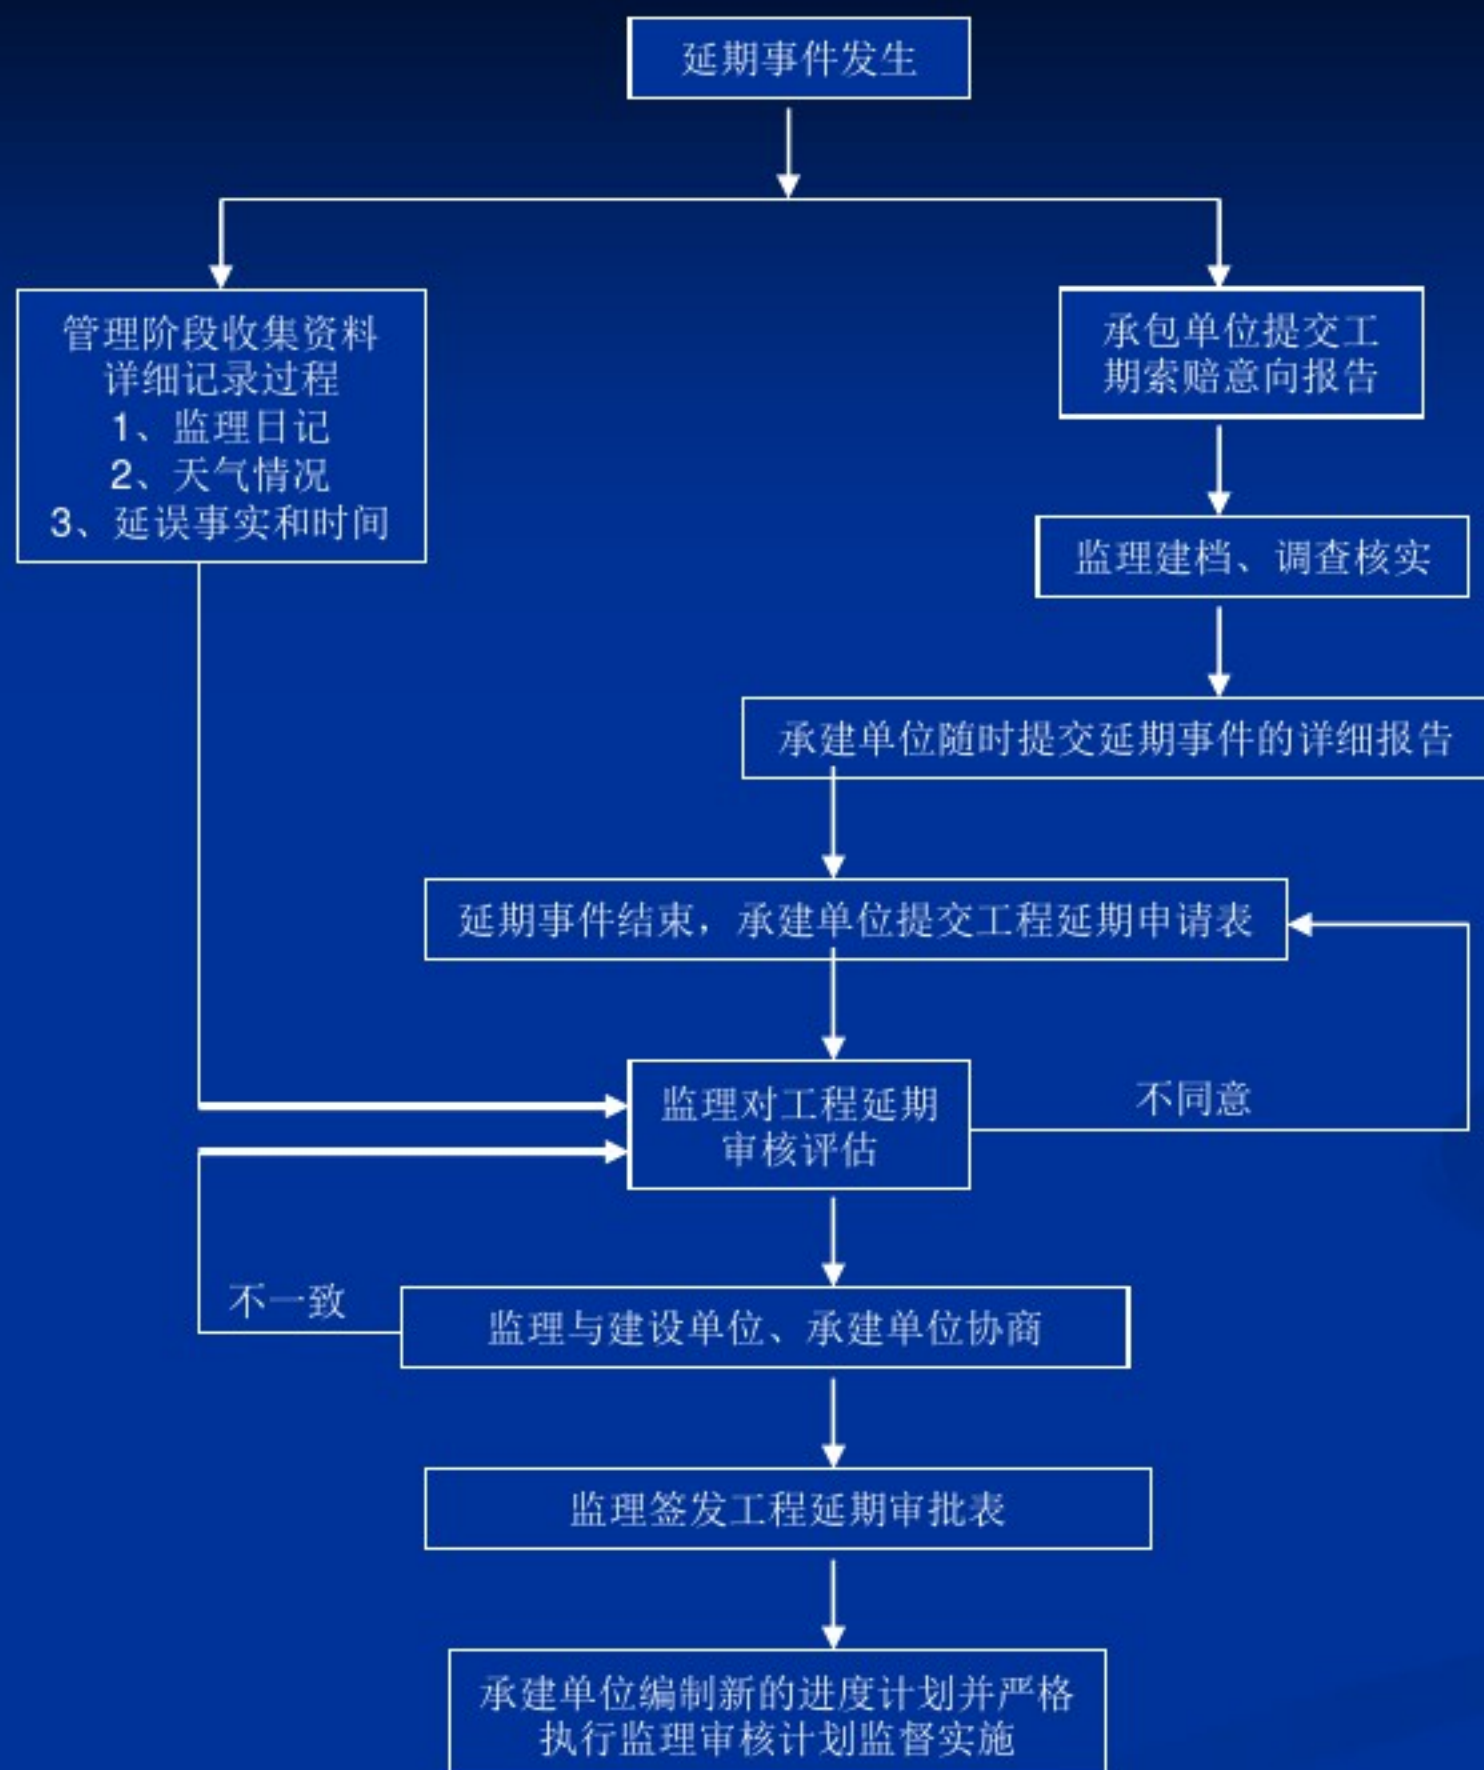 延期事件发生
管理阶段收集资料
详细记录过程
1、监理日记
2、天气情况
3、延误事实和时间
承包单位提交工
期索赔意向报告
监理建档、调查核实
承建单位随时提交延期事件的详细报告
延期事件结束，承建单位提交工程延期申请表
监理对工程延期
审核评估
不同意
不一致
监理与建设单位、承建单位协商
监理签发工程延期审批表
承建单位编制新的进度计划并严格
执行监理审核计划监督实施